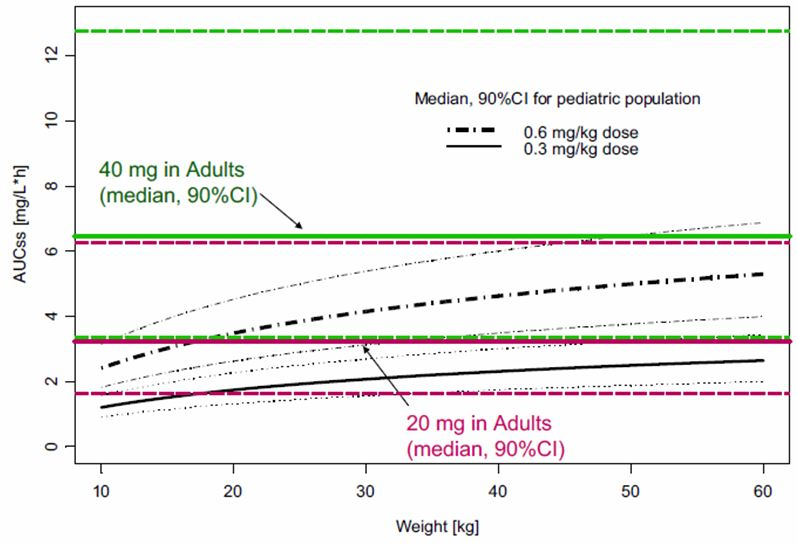 Median, 90%CI for pediatric population
0.6 mg/kg dose
0.3 mg/kg dose
40 mg in Adults
(median, 90%CI)
20 mg in Adults
(median, 90%CI)
AUCss [mg/L*h]
12
10
8
6
4
2
0
10 20 30 40 50 60
Weight [kg]